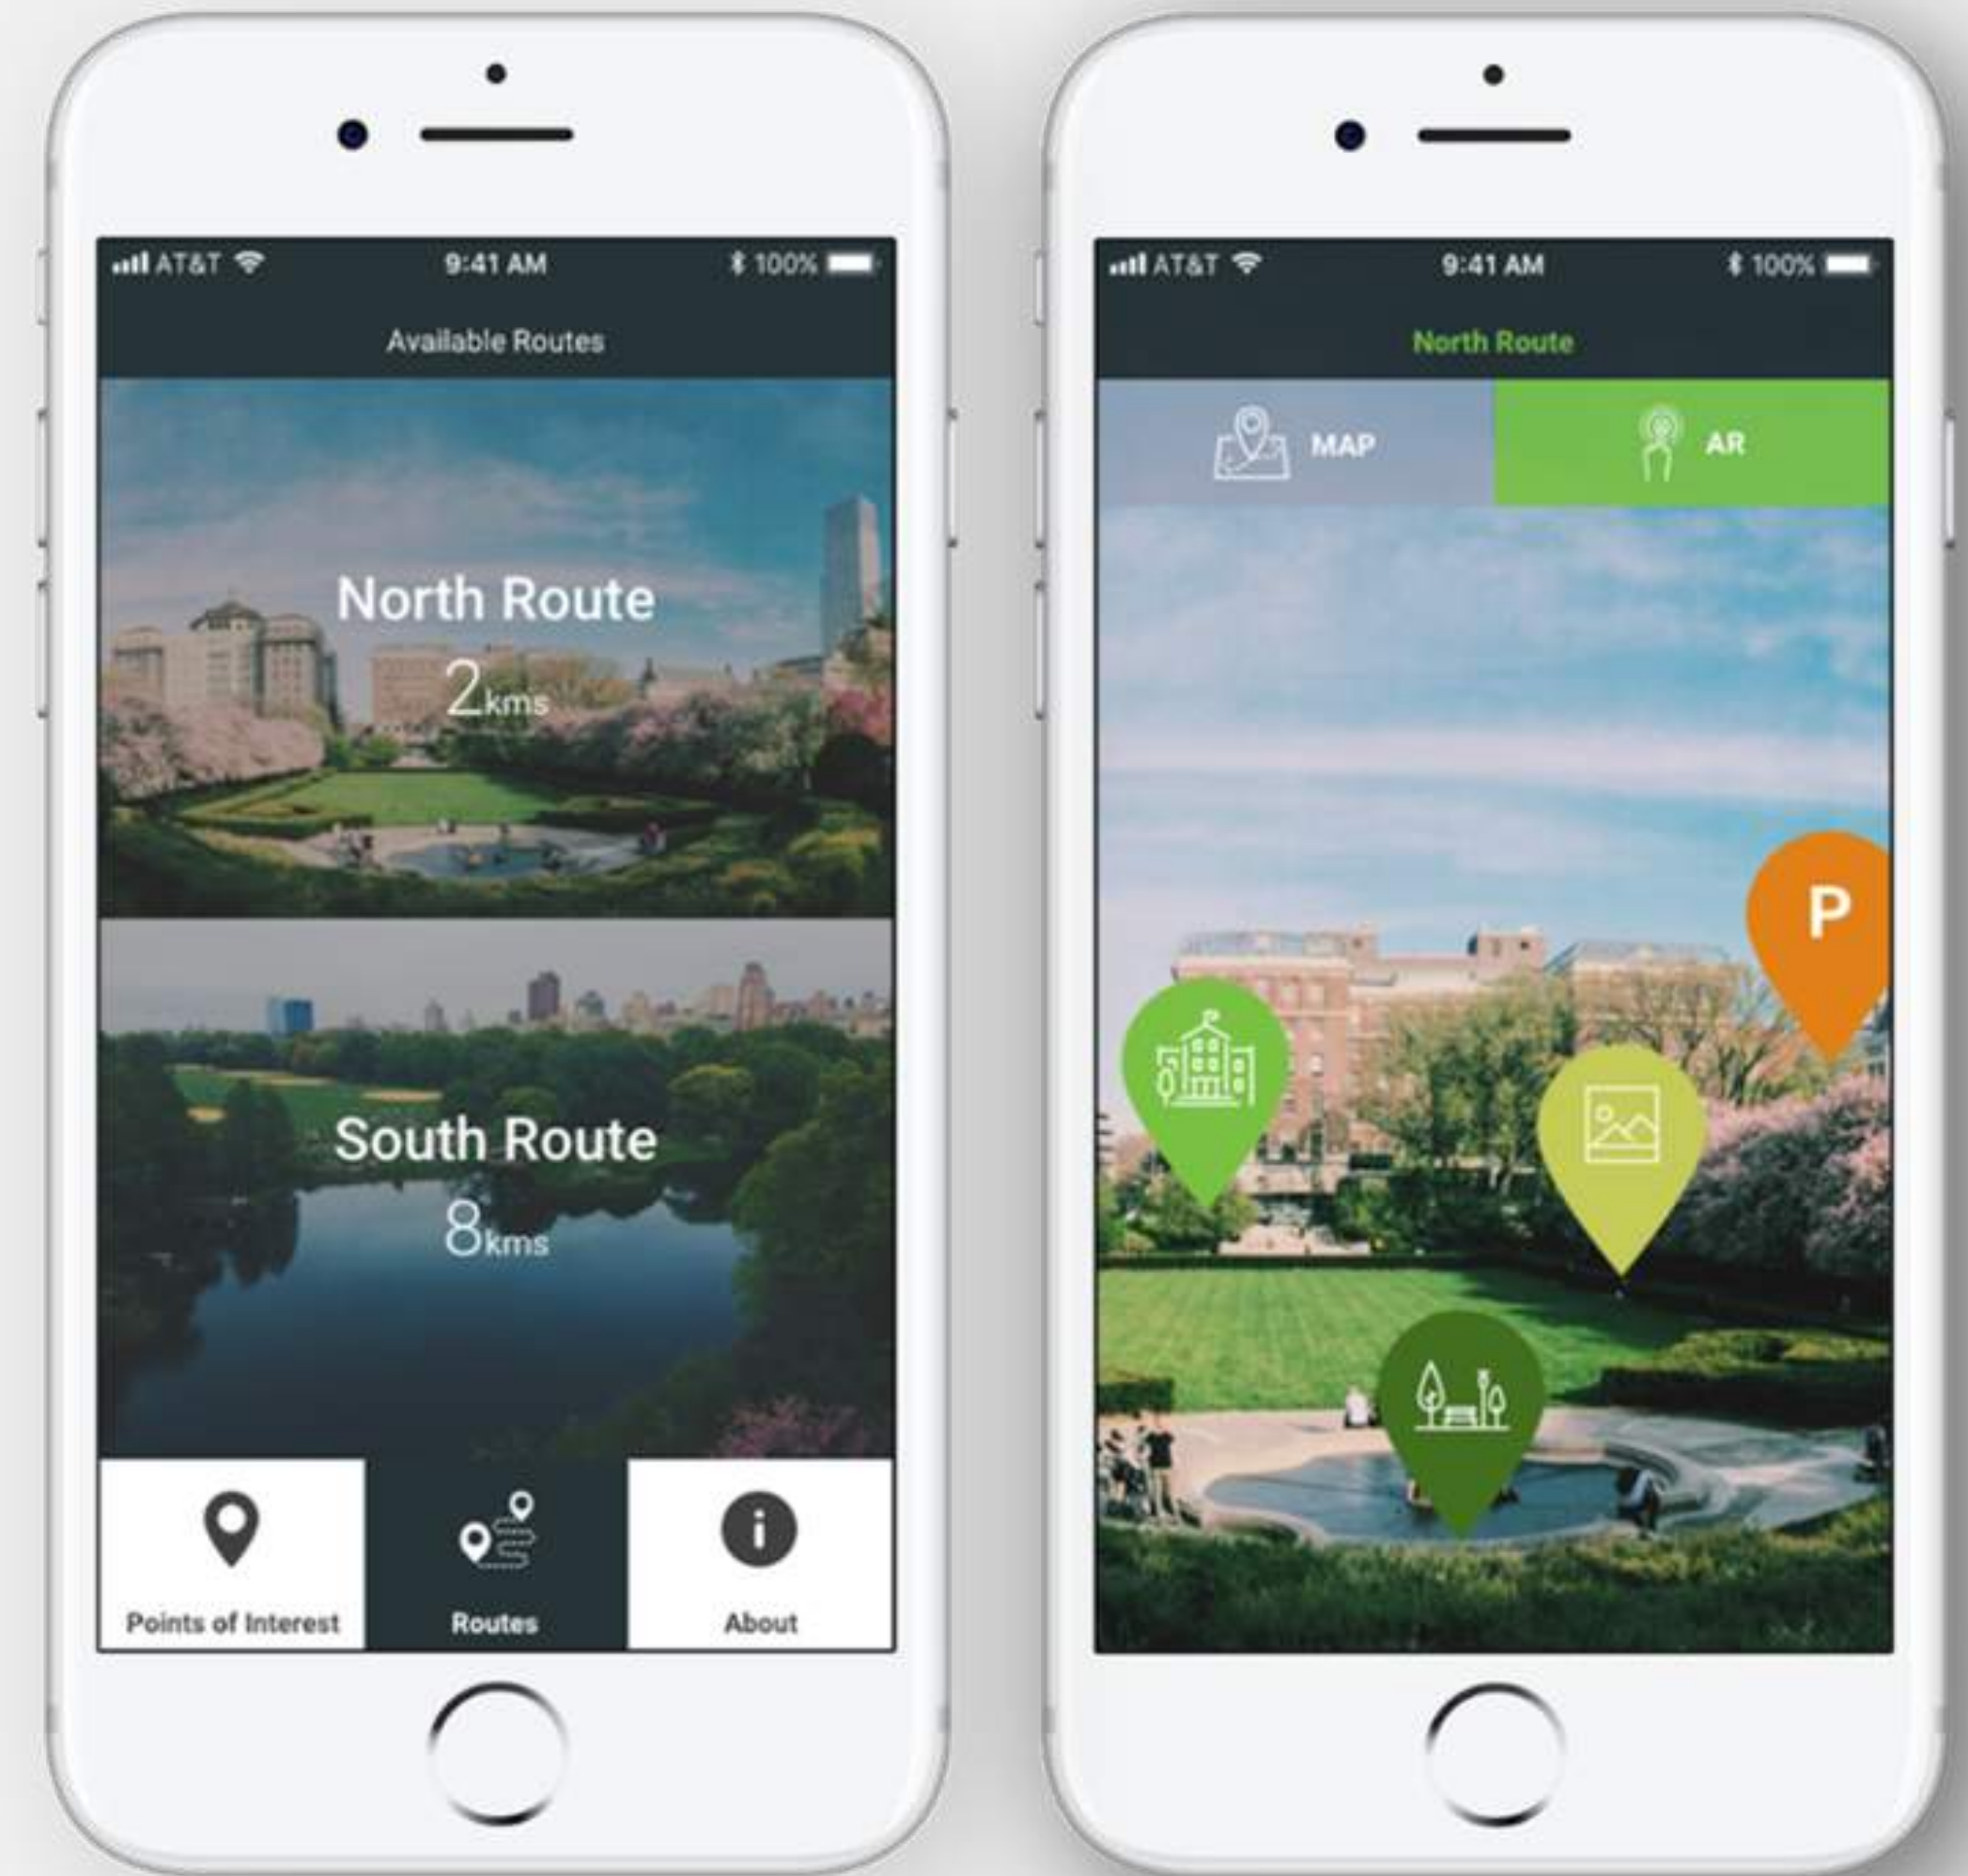 AT&T 9:41 AM 100%
Available Routes
North Route
2kms
South Route
8kms
Points of Interest Routes About
AT&T 9:41 AM 100%
North Route
MAP AR
P